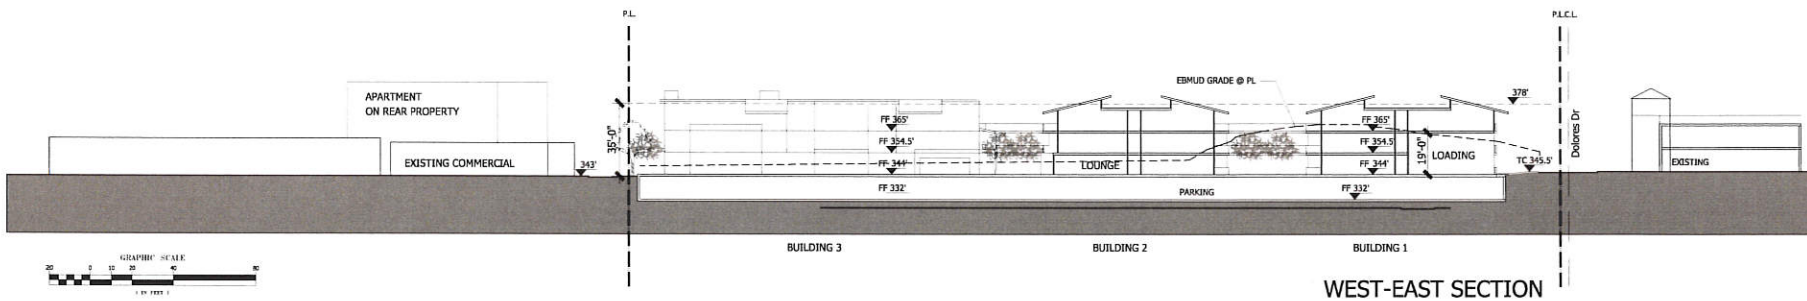 P.L.
P.L.C.L.
EBMUD GRADE @ PL
APARTMENT
ON REAR PROPERTY
378'
35'-0"
FF 365'
FF 365'
Dolores Dr
FF 354.5'
FF 354.5'
19'-0"
EXISTING COMMERCIAL
343'
FF 344'
LOUNGE
FF 344'
LOADING
TC 345.5'
EXISTING
FF 332'
PARKING
FF 332'
BUILDING 3
BUILDING 2
BUILDING 1
GRAPHIC SCALE
20 0 10 20 40 80
( IN FEET )
WEST-EAST SECTION